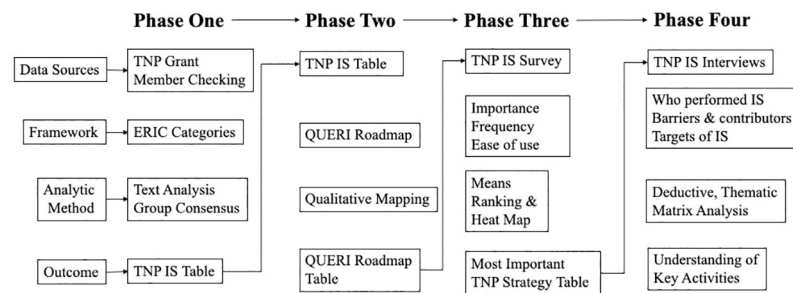 Phase One
Phase Two
Phase Three
Phase Four
Data Sources
TNP Grant
Member Checking
TNP IS Table
TNP IS Survey
TNP IS Interviews
Framework
ERIC Categories
QUERI Roadmap
Importance
Frequency
Ease of use
Who performed IS
Barriers & contributors
Targets of IS
Analytic
Method
Text Analysis
Group Consensus
Qualitative Mapping
Means
Ranking &
Heat Map
Deductive, Thematic
Matrix Analysis
Outcome
TNP IS Table
QUERI Roadmap
Table
Most Important
TNP Strategy Table
Understanding of
Key Activities